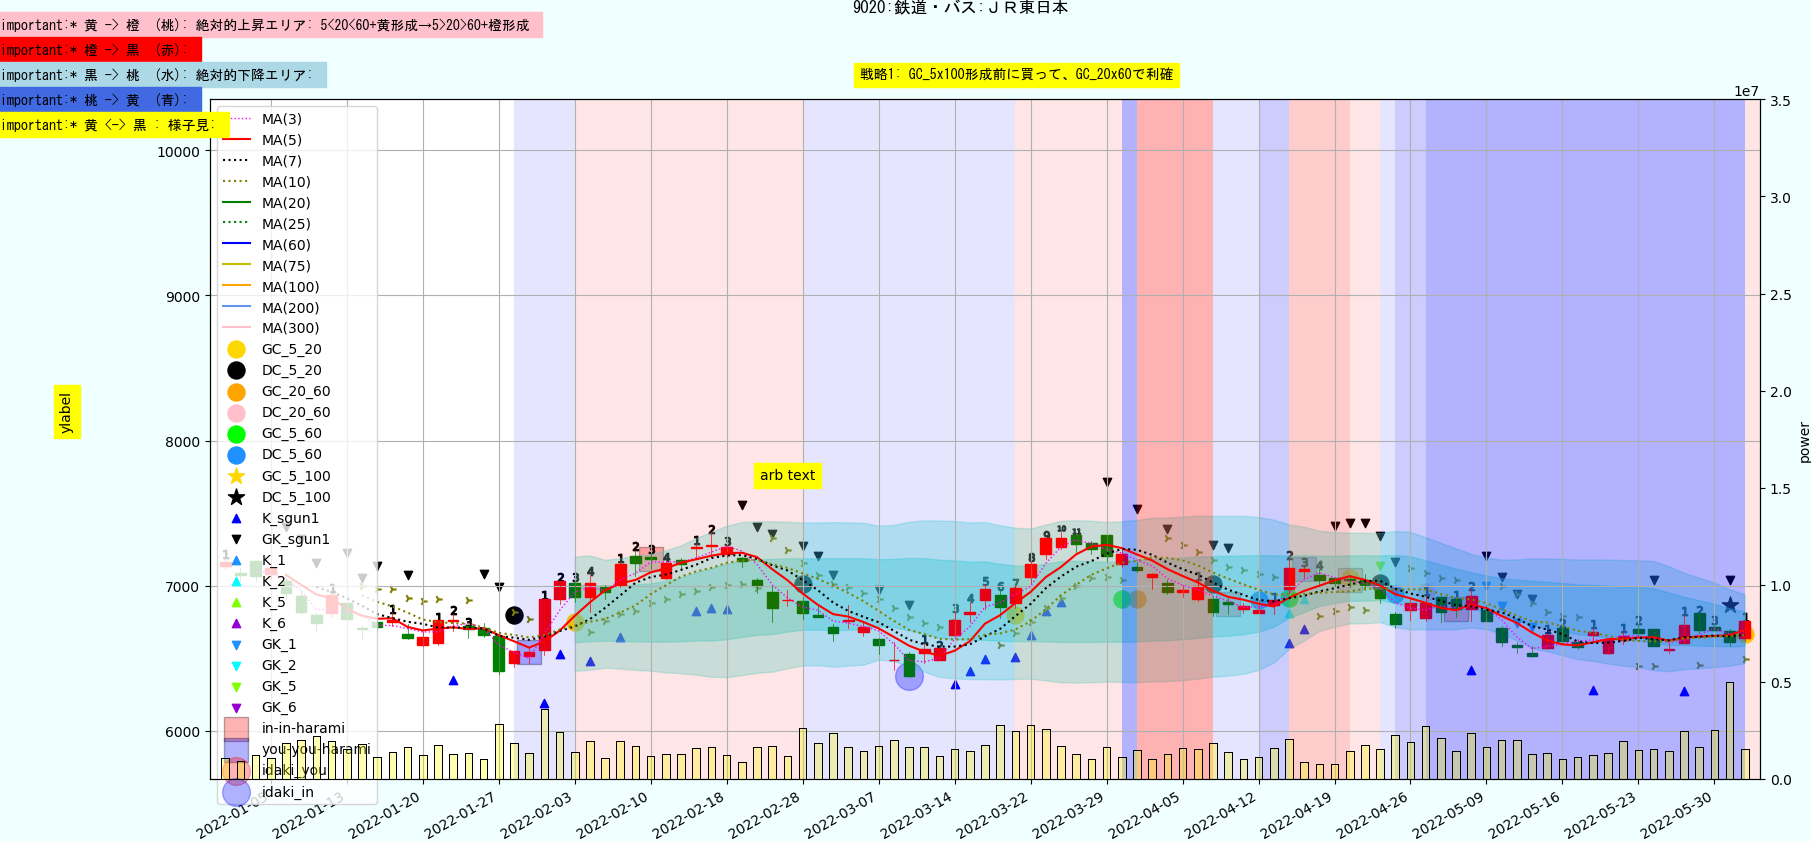 9020:鉄道・バス:ＪＲ東日本
important:* 黄 -> 橙 (桃): 絶対的上昇エリア: 5<20<60+黄形成→5>20>60+橙形成
important:* 橙 -> 黒 (赤):
important:* 黒 -> 桃 (水): 絶対的下降エリア:
戦略1: GC_5x100形成前に買って、GC_20x60で利確
important:* 桃 -> 黄 (青):
important:* 黄 <-> 黒 : 様子見:
1e7
MA(3)
MA(5)
MA(7)
MA(10)
MA(20)
MA(25)
MA(60)
MA(75)
MA(100)
MA(200)
MA(300)
GC_5_20
DC_5_20
GC_20_60
DC_20_60
GC_5_60
DC_5_60
GC_5_100
DC_5_100
K_sgun1
GK_sgun1
K_1
K_2
K_5
K_6
GK_1
GK_2
GK_5
GK_6
in-in-harami
you-you-harami
idaki_you
idaki_in
10000
9000
8000
7000
6000
ylabel
arb text
3.5
3.0
2.5
2.0
1.5
1.0
0.5
0.0
power
2022-01-05
2022-01-13
2022-01-20
2022-01-27
2022-02-03
2022-02-10
2022-02-18
2022-02-28
2022-03-07
2022-03-14
2022-03-22
2022-03-29
2022-04-05
2022-04-12
2022-04-19
2022-04-26
2022-05-09
2022-05-16
2022-05-23
2022-05-30